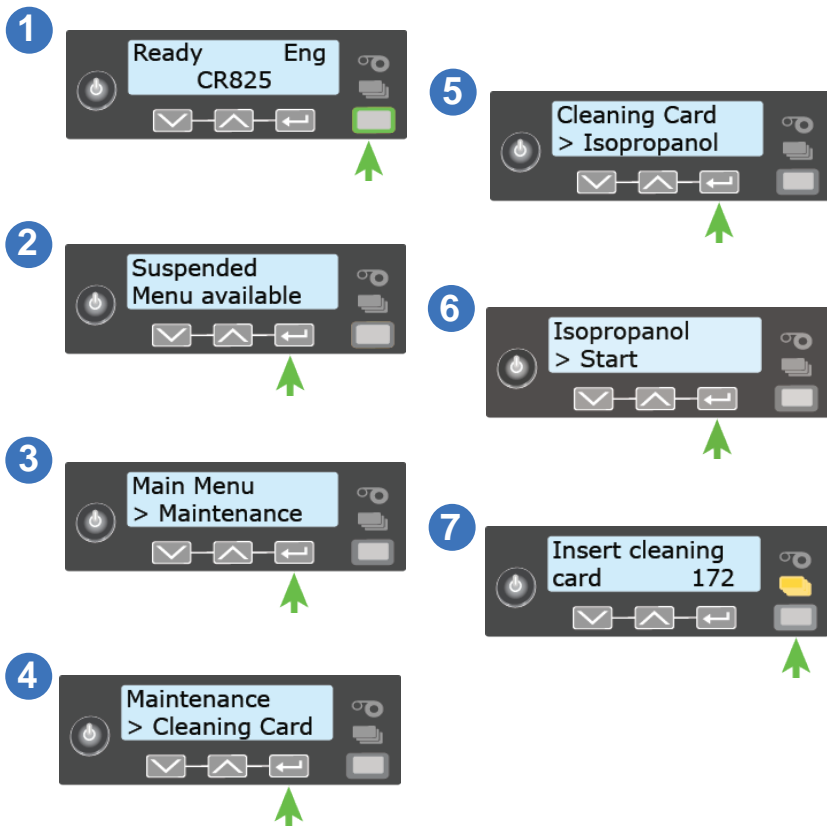 1
Ready Eng
CR825
2
Suspended
Menu available
3
Main Menu
> Maintenance
4
Maintenance
> Cleaning Card
5
Cleaning Card
> Isopropanol
6
Isopropanol
> Start
7
Insert cleaning
card 172